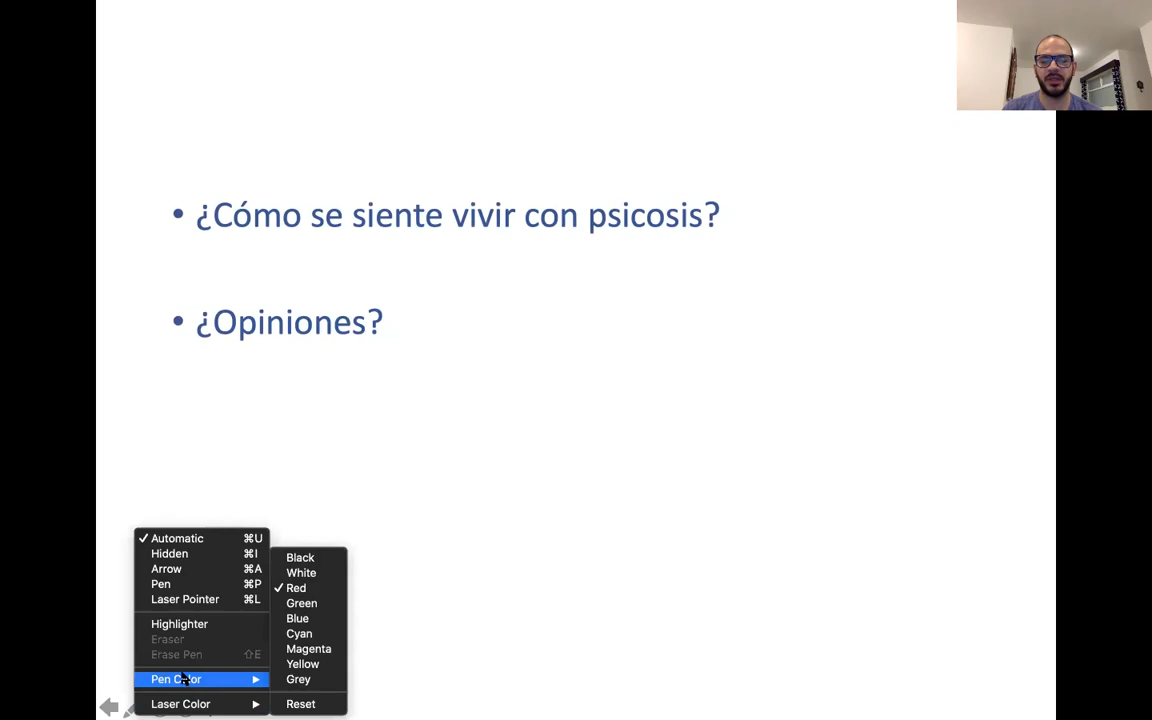 • ¿Cómo se siente vivir con psicosis?
• ¿Opiniones?
✓ Automatic ⌘U
Hidden ⌘I
Arrow ⌘A
Pen ⌘P
Laser Pointer ⌘L
Highlighter
Eraser
Erase Pen ⇧E
Pen Color ▶
Laser Color ▶
Black
White
✓ Red
Green
Blue
Cyan
Magenta
Yellow
Grey
Reset